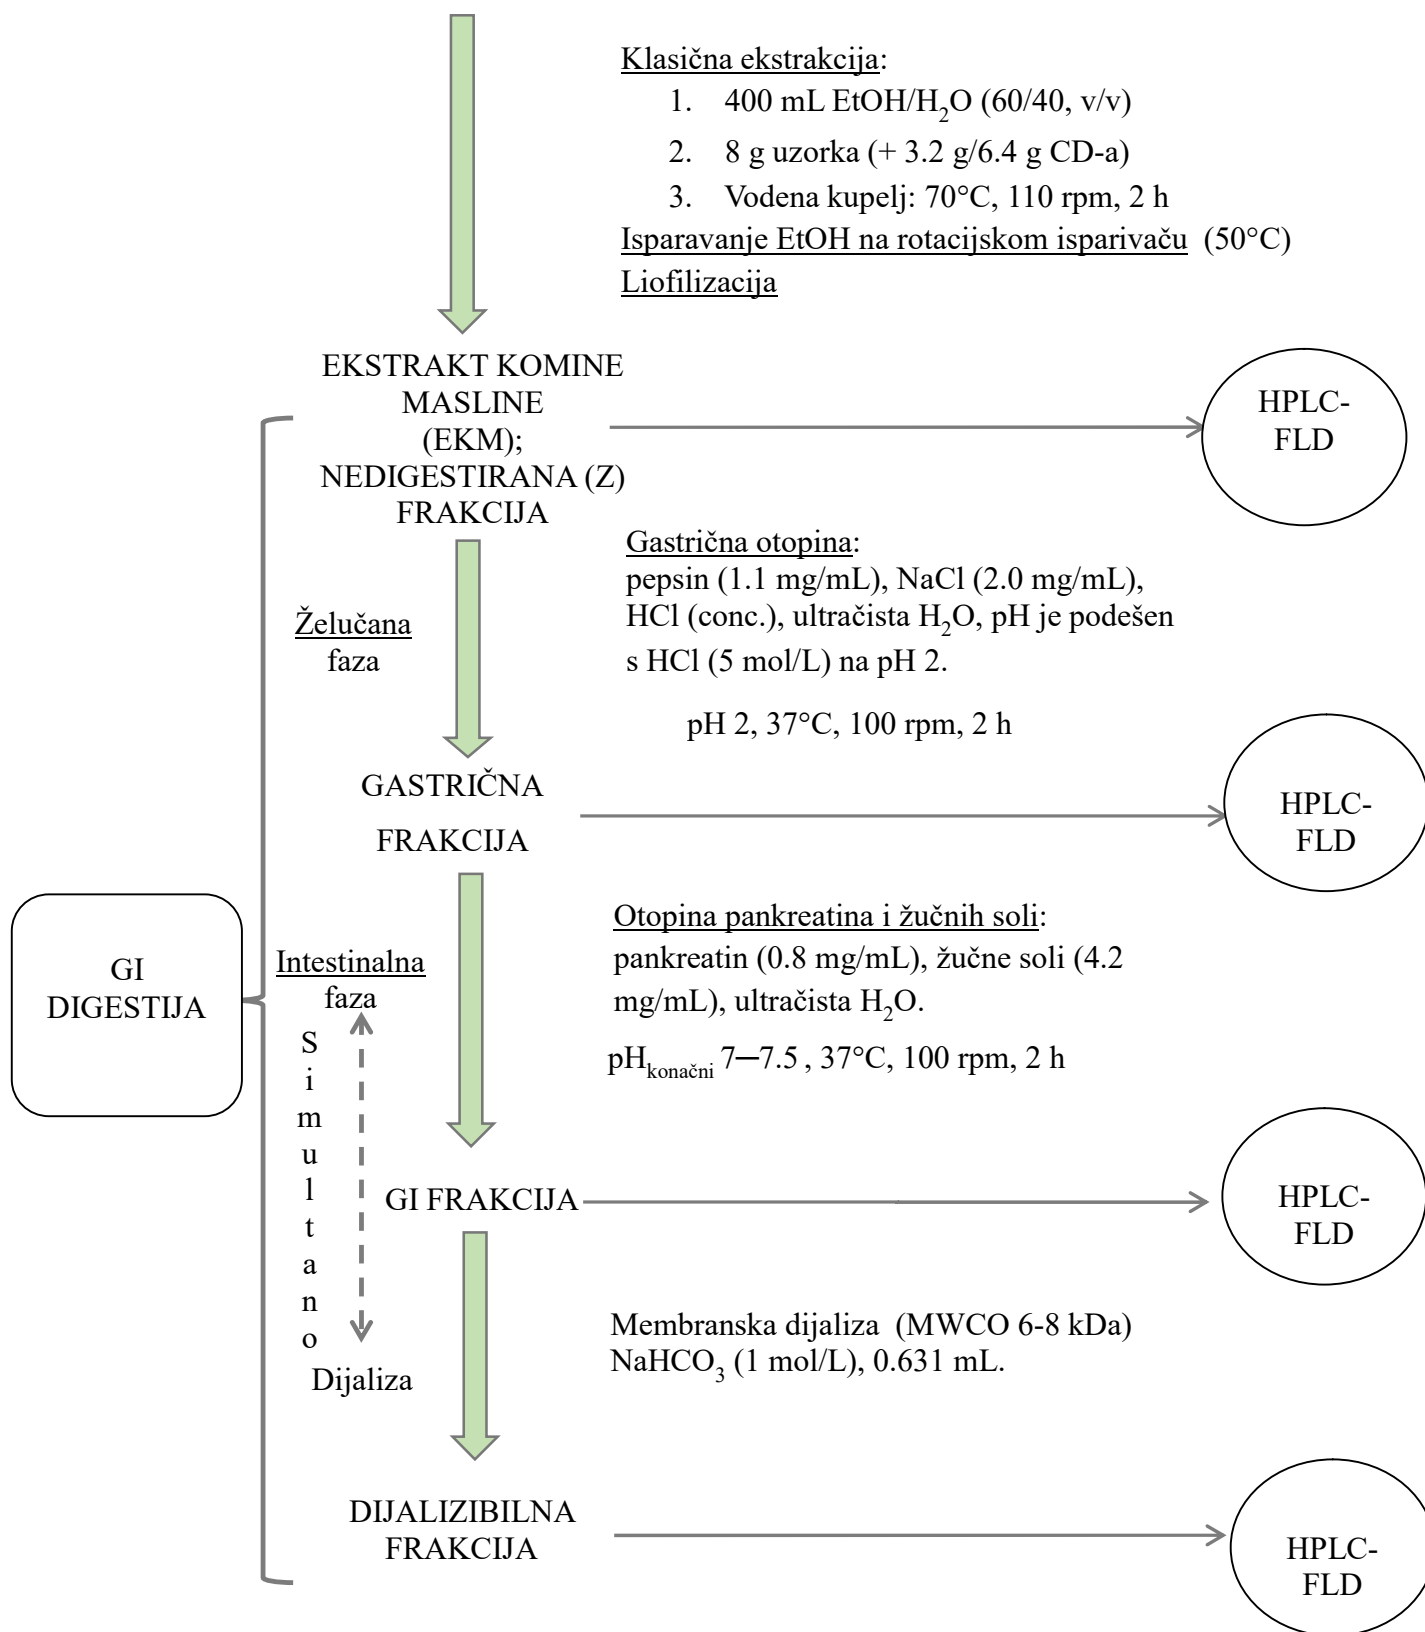 Klasična ekstrakcija:
1. 400 mL EtOH/H₂O (60/40, v/v)
2. 8 g uzorka (+ 3.2 g/6.4 g CD-a)
3. Vodena kupelj: 70°C, 110 rpm, 2 h
Isparavanje EtOH na rotacijskom isparivaču (50°C)
Liofilizacija
EKSTRAKT KOMINE
MASLINE
(EKM);
NEDIGESTIRANA (Z)
FRAKCIJA
HPLC-
FLD
Gastrična otopina:
pepsin (1.1 mg/mL), NaCl (2.0 mg/mL),
HCl (conc.), ultračista H₂O, pH je podešen
s HCl (5 mol/L) na pH 2.
pH 2, 37°C, 100 rpm, 2 h
Želučana
faza
GASTRIČNA
FRAKCIJA
HPLC-
FLD
Otopina pankreatina i žučnih soli:
pankreatin (0.8 mg/mL), žučne soli (4.2
mg/mL), ultračista H₂O.
pHkonačni 7─7.5 , 37°C, 100 rpm, 2 h
GI
DIGESTIJA
Intestinalna
faza
S
i
m
u
l
t
a
n
o
Dijaliza
GI FRAKCIJA
HPLC-
FLD
Membranska dijaliza (MWCO 6-8 kDa)
NaHCO₃ (1 mol/L), 0.631 mL.
DIJALIZIBILNA
FRAKCIJA
HPLC-
FLD